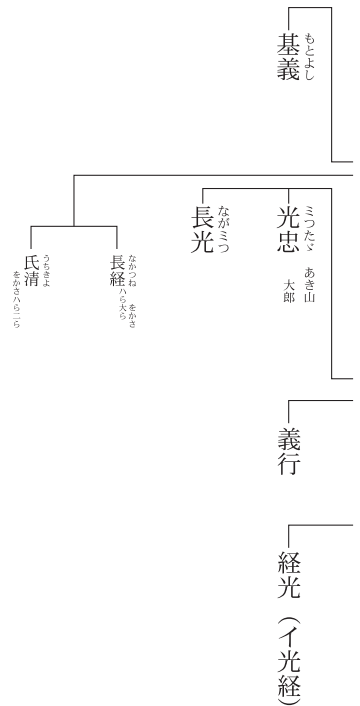 もとよし
基義
ミつたゞ あき山
光忠 大郎
ながミつ
長光
なかつね をかさ
長経 ハら大ら
うちきよ
氏清
をかさハら二ら
義行
経光（イ光経）